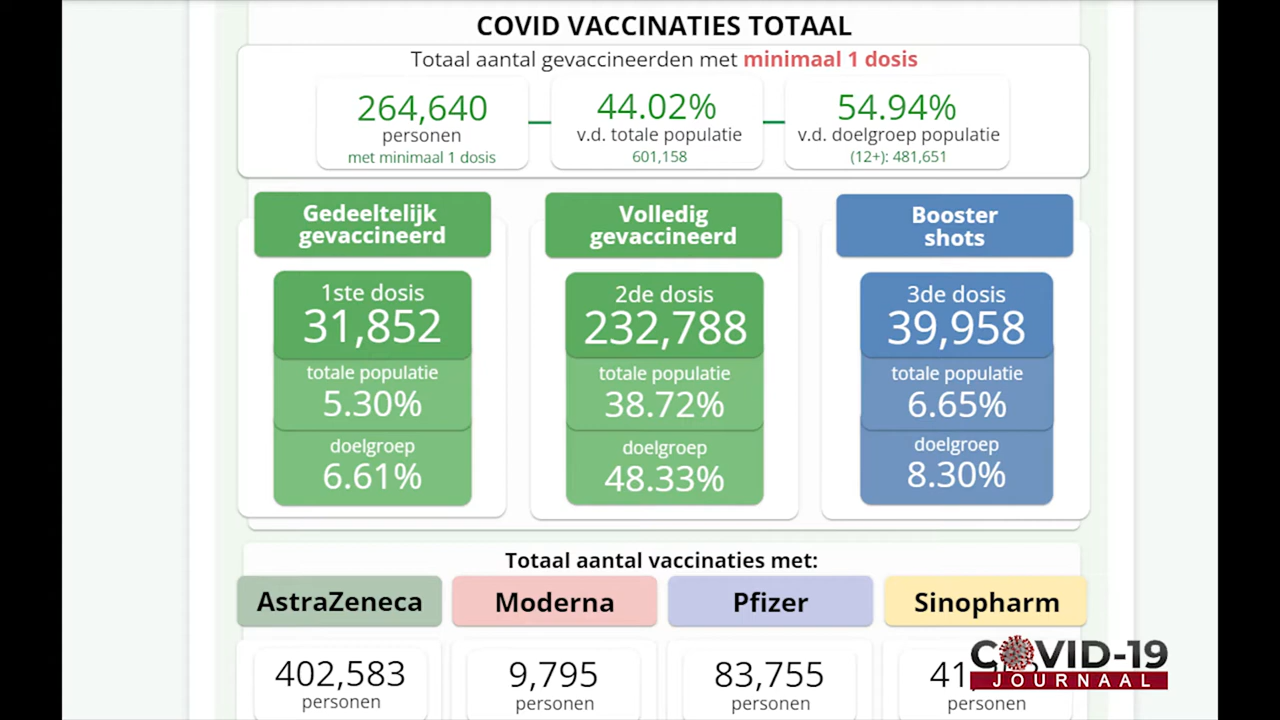 COVID VACCINATIES TOTAAL
Totaal aantal gevaccineerden met minimaal 1 dosis
264,640
personen
met minimaal 1 dosis
44.02%
v.d. totale populatie
601,158
54.94%
v.d. doelgroep populatie
(12+): 481,651
Gedeeltelijk
gevaccineerd
1ste dosis
31,852
totale populatie
5.30%
doelgroep
6.61%
Volledig
gevaccineerd
2de dosis
232,788
totale populatie
38.72%
doelgroep
48.33%
Booster
shots
3de dosis
39,958
totale populatie
6.65%
doelgroep
8.30%
Totaal aantal vaccinaties met:
AstraZeneca
Moderna
Pfizer
Sinopharm
402,583
personen
9,795
personen
83,755
personen
personen
COVID-19
JOURNAAL